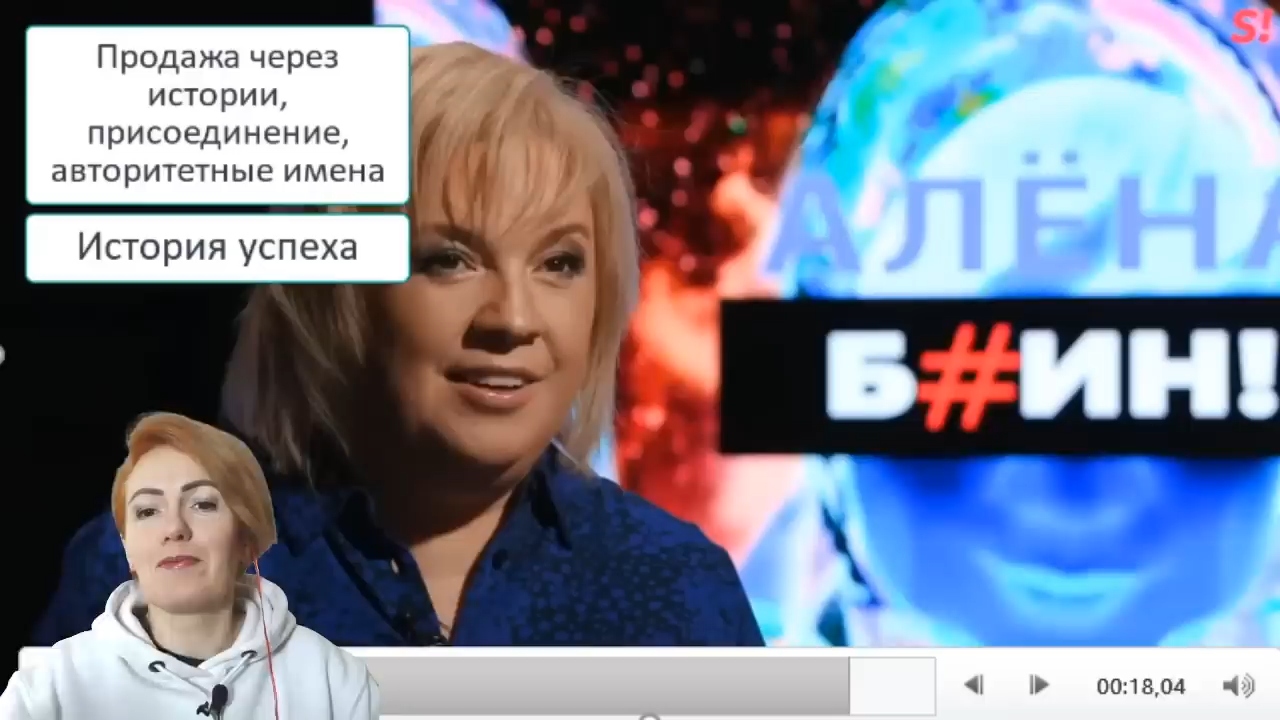 Продажа через
истории,
присоединение,
авторитетные имена
История успеха
S!
АЛЁНА
Б#ИН!
00:18,04